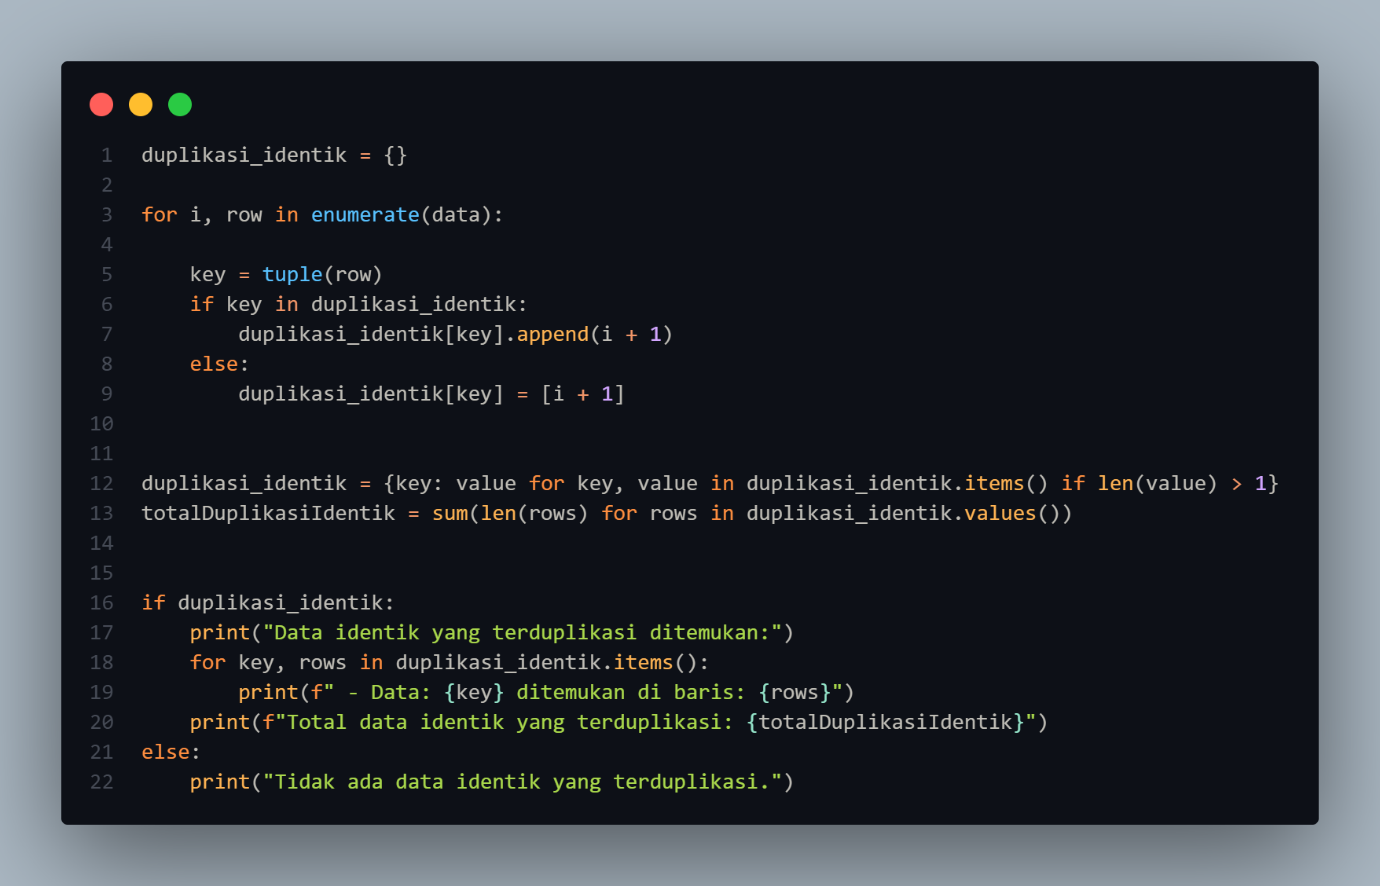 1 duplikasi_identik = {}
2
3 for i, row in enumerate(data):
4
5     key = tuple(row)
6     if key in duplikasi_identik:
7         duplikasi_identik[key].append(i + 1)
8     else:
9         duplikasi_identik[key] = [i + 1]
10
11
12 duplikasi_identik = {key: value for key, value in duplikasi_identik.items() if len(value) > 1}
13 totalDuplikasiIdentik = sum(len(rows) for rows in duplikasi_identik.values())
14
15
16 if duplikasi_identik:
17     print("Data identik yang terduplikasi ditemukan:")
18     for key, rows in duplikasi_identik.items():
19         print(f" - Data: {key} ditemukan di baris: {rows}")
20     print(f"Total data identik yang terduplikasi: {totalDuplikasiIdentik}")
21 else:
22     print("Tidak ada data identik yang terduplikasi.")